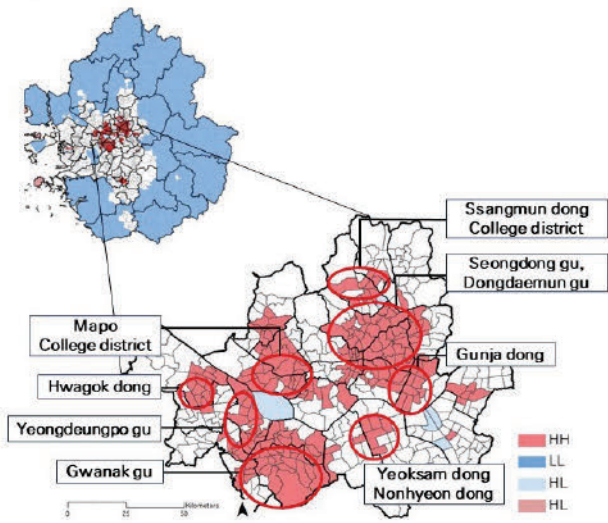 Ssangmun dong
College district
Seongdong gu,
Dongdaemun gu
Mapo
College district
Gunja dong
Hwagok dong
Yeongdeungpo gu
Gwanak gu
Yeoksam dong
Nonhyeon dong
HH
LL
HL
HL
0 25 50 Kilometers